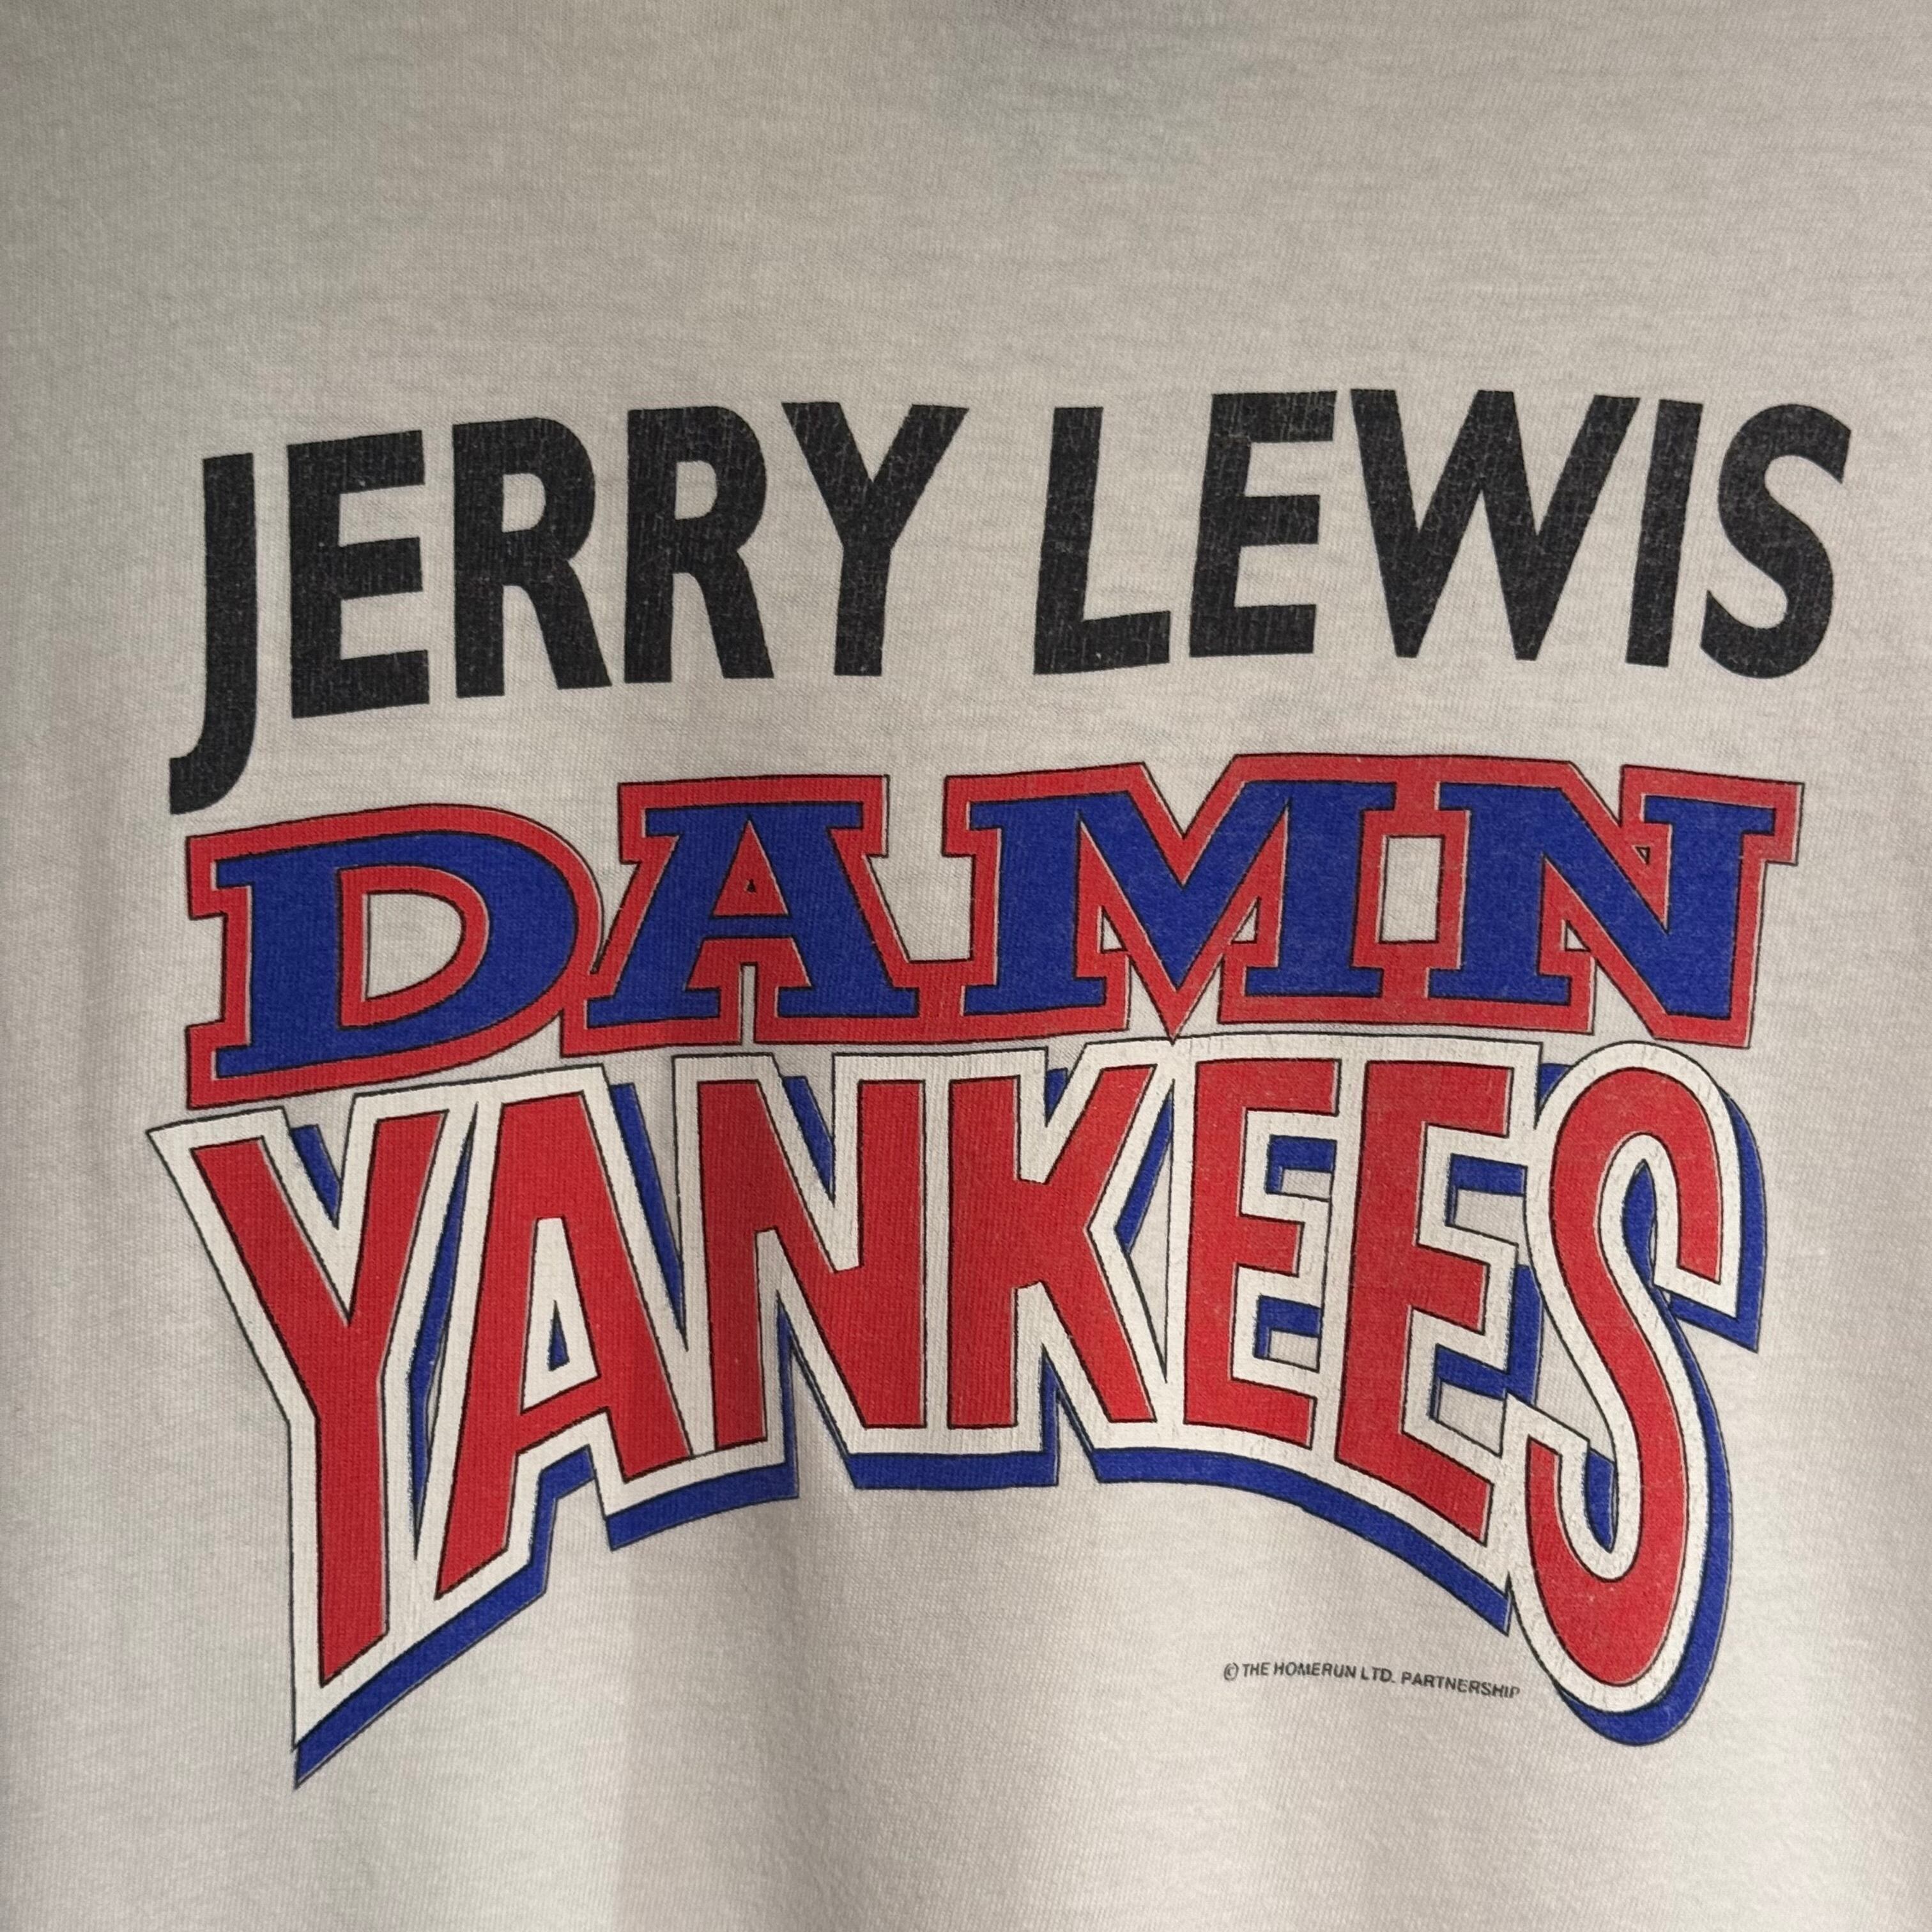 JERRY LEWIS
DAMN
YANKEES
© THE HOMERUN LTD. PARTNERSHIP